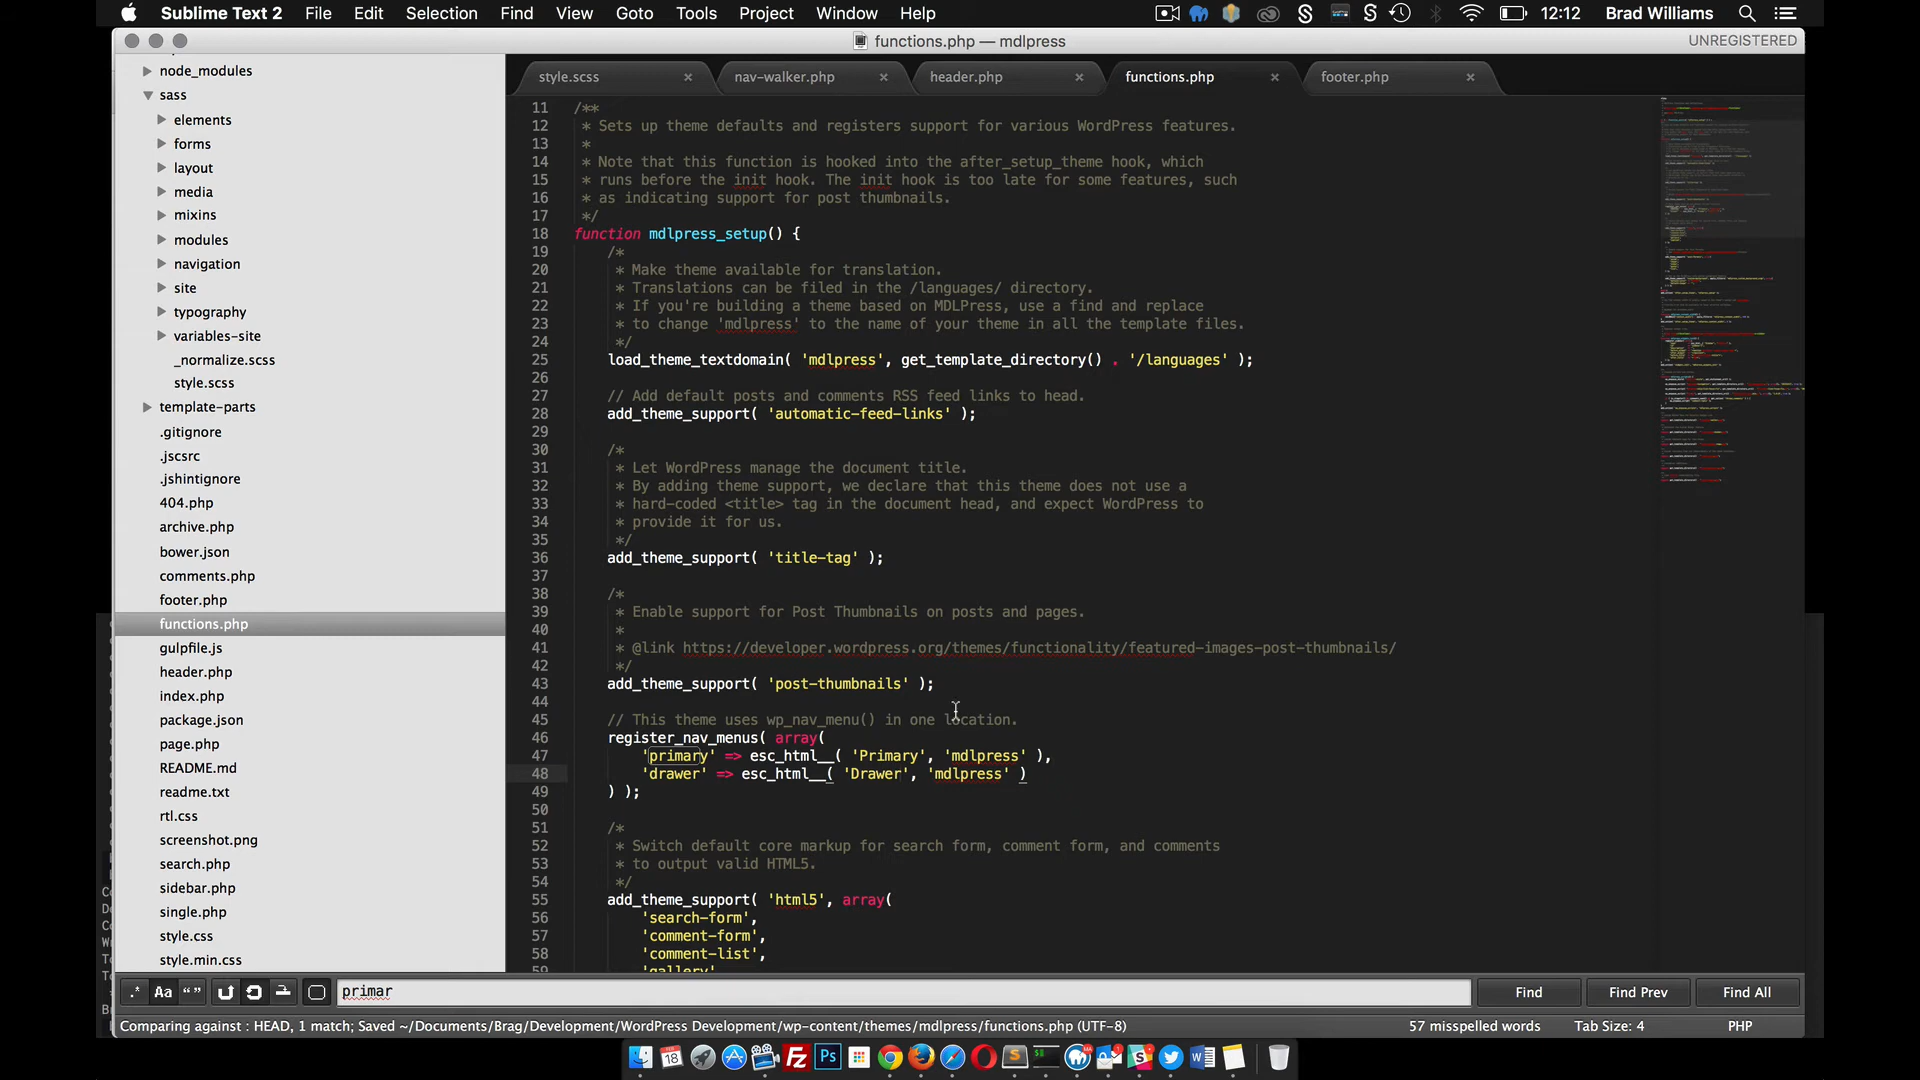 Sublime Text 2 File Edit Selection Find View Goto Tools Project Window Help 12:12 Brad Williams
functions.php — mdlpress UNREGISTERED
style.scss × nav-walker.php × header.php × functions.php × footer.php ×
node_modules
sass
elements
forms
layout
media
mixins
modules
navigation
site
typography
variables-site
_normalize.scss
style.scss
template-parts
.gitignore
.jscsrc
.jshintignore
404.php
archive.php
bower.json
comments.php
footer.php
functions.php
gulpfile.js
header.php
index.php
package.json
page.php
README.md
readme.txt
rtl.css
screenshot.png
search.php
sidebar.php
single.php
style.css
style.min.css
11 /**
12 * Sets up theme defaults and registers support for various WordPress features.
13 *
14 * Note that this function is hooked into the after_setup_theme hook, which
15 * runs before the init hook. The init hook is too late for some features, such
16 * as indicating support for post thumbnails.
17 */
18 function mdlpress_setup() {
19 /*
20 * Make theme available for translation.
21 * Translations can be filed in the /languages/ directory.
22 * If you're building a theme based on MDLPress, use a find and replace
23 * to change 'mdlpress' to the name of your theme in all the template files.
24 */
25 load_theme_textdomain( 'mdlpress', get_template_directory() . '/languages' );
26
27 // Add default posts and comments RSS feed links to head.
28 add_theme_support( 'automatic-feed-links' );
29
30 /*
31 * Let WordPress manage the document title.
32 * By adding theme support, we declare that this theme does not use a
33 * hard-coded <title> tag in the document head, and expect WordPress to
34 * provide it for us.
35 */
36 add_theme_support( 'title-tag' );
37
38 /*
39 * Enable support for Post Thumbnails on posts and pages.
40 *
41 * @link https://developer.wordpress.org/themes/functionality/featured-images-post-thumbnails/
42 */
43 add_theme_support( 'post-thumbnails' );
44
45 // This theme uses wp_nav_menu() in one location.
46 register_nav_menus( array(
47 'primary' => esc_html__( 'Primary', 'mdlpress' ),
48 'drawer' => esc_html__( 'Drawer', 'mdlpress' )
49 ) );
50
51 /*
52 * Switch default core markup for search form, comment form, and comments
53 * to output valid HTML5.
54 */
55 add_theme_support( 'html5', array(
56 'search-form',
57 'comment-form',
58 'comment-list',
59 'gallery'
.* Aa “” primar Find Find Prev Find All
Comparing against : HEAD, 1 match; Saved ~/Documents/Brag/Development/WordPress Development/wp-content/themes/mdlpress/functions.php (UTF-8) 57 misspelled words Tab Size: 4 PHP
18 Fz Ps